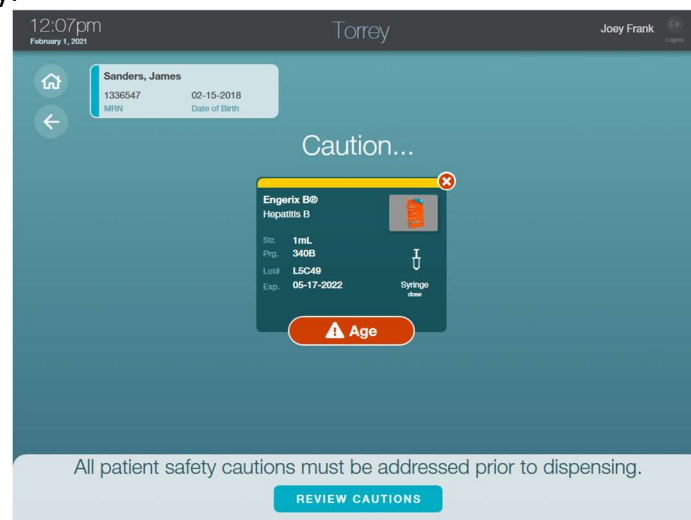 y.
12:07pm
February 1, 2021
Torrey
Joey Frank
Logout
Sanders, James
1336547 02-15-2018
MRN Date of Birth
Caution...
Engerix B®
Hepatitis B
Str. 1mL
Prg. 340B
Lot# L5C49
Exp. 05-17-2022
Syringe
dose
Age
All patient safety cautions must be addressed prior to dispensing.
REVIEW CAUTIONS